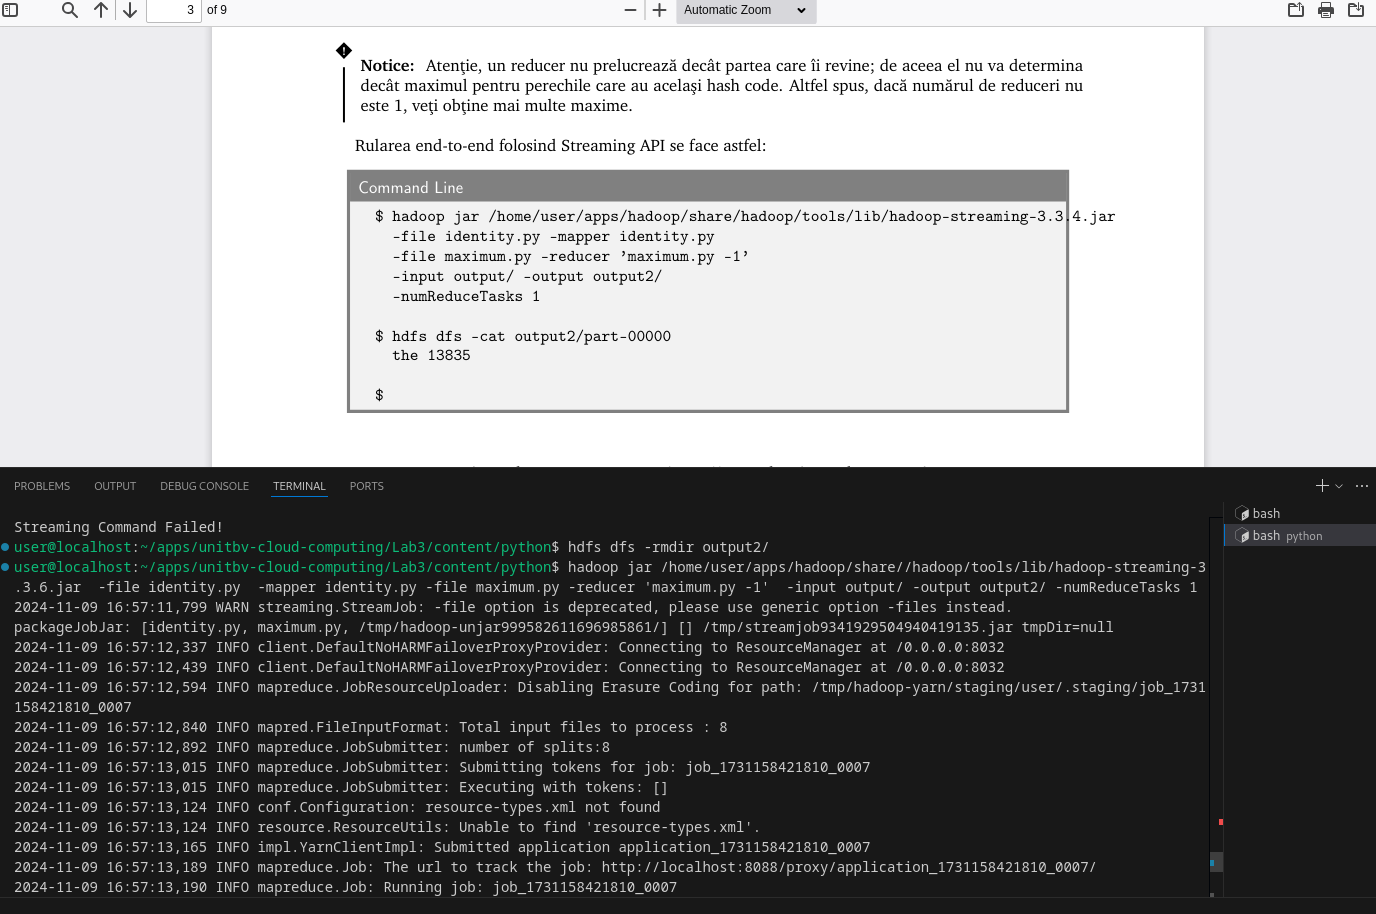 3 of 9
Automatic Zoom
Notice: Atenţie, un reducer nu prelucrează decât partea care îi revine; de aceea el nu va determina
decât maximul pentru perechile care au acelaşi hash code. Altfel spus, dacă numărul de reduceri nu
este 1, veţi obţine mai multe maxime.
Rularea end-to-end folosind Streaming API se face astfel:
Command Line
$ hadoop jar /home/user/apps/hadoop/share/hadoop/tools/lib/hadoop-streaming-3.3.4.jar
-file identity.py -mapper identity.py
-file maximum.py -reducer ’maximum.py -1’
-input output/ -output output2/
-numReduceTasks 1
$ hdfs dfs -cat output2/part-00000
the 13835
$
PROBLEMS OUTPUT DEBUG CONSOLE TERMINAL PORTS
bash
bash python
Streaming Command Failed!
user@localhost:~/apps/unitbv-cloud-computing/Lab3/content/python$ hdfs dfs -rmdir output2/
user@localhost:~/apps/unitbv-cloud-computing/Lab3/content/python$ hadoop jar /home/user/apps/hadoop/share//hadoop/tools/lib/hadoop-streaming-3
.3.6.jar  -file identity.py  -mapper identity.py -file maximum.py -reducer 'maximum.py -1'  -input output/ -output output2/ -numReduceTasks 1
2024-11-09 16:57:11,799 WARN streaming.StreamJob: -file option is deprecated, please use generic option -files instead.
packageJobJar: [identity.py, maximum.py, /tmp/hadoop-unjar9995826116969858​61/] [] /tmp/streamjob9341929504940419135.jar tmpDir=null
2024-11-09 16:57:12,337 INFO client.DefaultNoHARMFailoverProxyProvider: Connecting to ResourceManager at /0.0.0.0:8032
2024-11-09 16:57:12,439 INFO client.DefaultNoHARMFailoverProxyProvider: Connecting to ResourceManager at /0.0.0.0:8032
2024-11-09 16:57:12,594 INFO mapreduce.JobResourceUploader: Disabling Erasure Coding for path: /tmp/hadoop-yarn/staging/user/.staging/job_1731
158421810_0007
2024-11-09 16:57:12,840 INFO mapred.FileInputFormat: Total input files to process : 8
2024-11-09 16:57:12,892 INFO mapreduce.JobSubmitter: number of splits:8
2024-11-09 16:57:13,015 INFO mapreduce.JobSubmitter: Submitting tokens for job: job_1731158421810_0007
2024-11-09 16:57:13,015 INFO mapreduce.JobSubmitter: Executing with tokens: []
2024-11-09 16:57:13,124 INFO conf.Configuration: resource-types.xml not found
2024-11-09 16:57:13,124 INFO resource.ResourceUtils: Unable to find 'resource-types.xml'.
2024-11-09 16:57:13,165 INFO impl.YarnClientImpl: Submitted application application_1731158421810_0007
2024-11-09 16:57:13,189 INFO mapreduce.Job: The url to track the job: http://localhost:8088/proxy/application_1731158421810_0007/
2024-11-09 16:57:13,190 INFO mapreduce.Job: Running job: job_1731158421810_0007